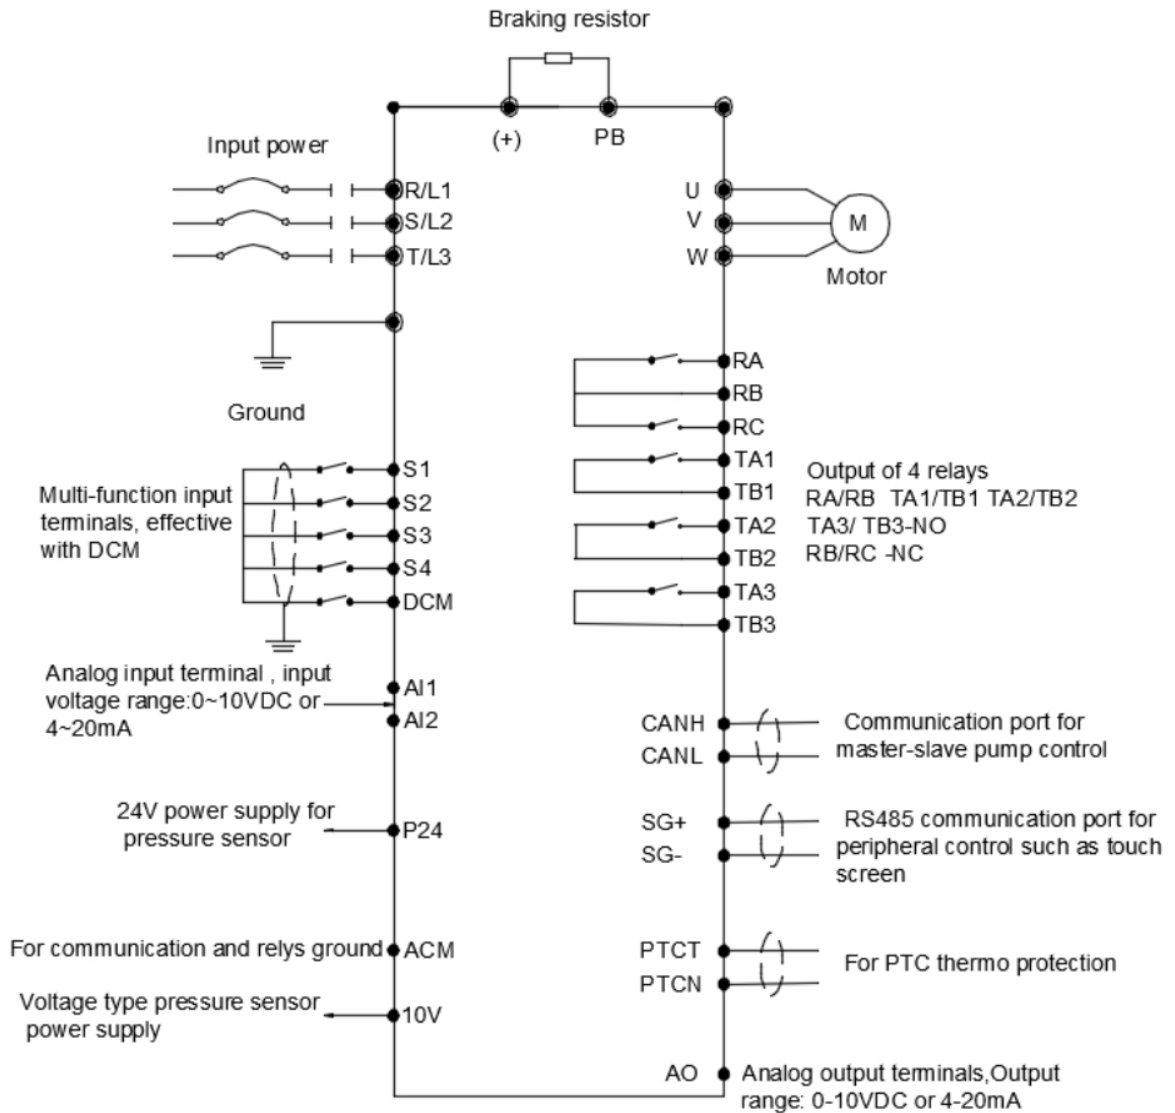 Braking resistor
(+)
PB
Input power
R/L1
S/L2
T/L3
U
V
W
M
Motor
Ground
RA
RB
RC
TA1
TB1
TA2
TB2
TA3
TB3
Output of 4 relays
RA/RB TA1/TB1 TA2/TB2
TA3/ TB3-NO
RB/RC -NC
Multi-function input
terminals, effective
with DCM
S1
S2
S3
S4
DCM
Analog input terminal , input
voltage range:0~10VDC or
4~20mA
AI1
AI2
CANH
CANL
Communication port for
master-slave pump control
24V power supply for
pressure sensor
P24
SG+
SG-
RS485 communication port for
peripheral control such as touch
screen
For communication and relys ground
ACM
PTCT
PTCN
For PTC thermo protection
Voltage type pressure sensor
power supply
10V
AO
Analog output terminals,Output
range: 0-10VDC or 4-20mA